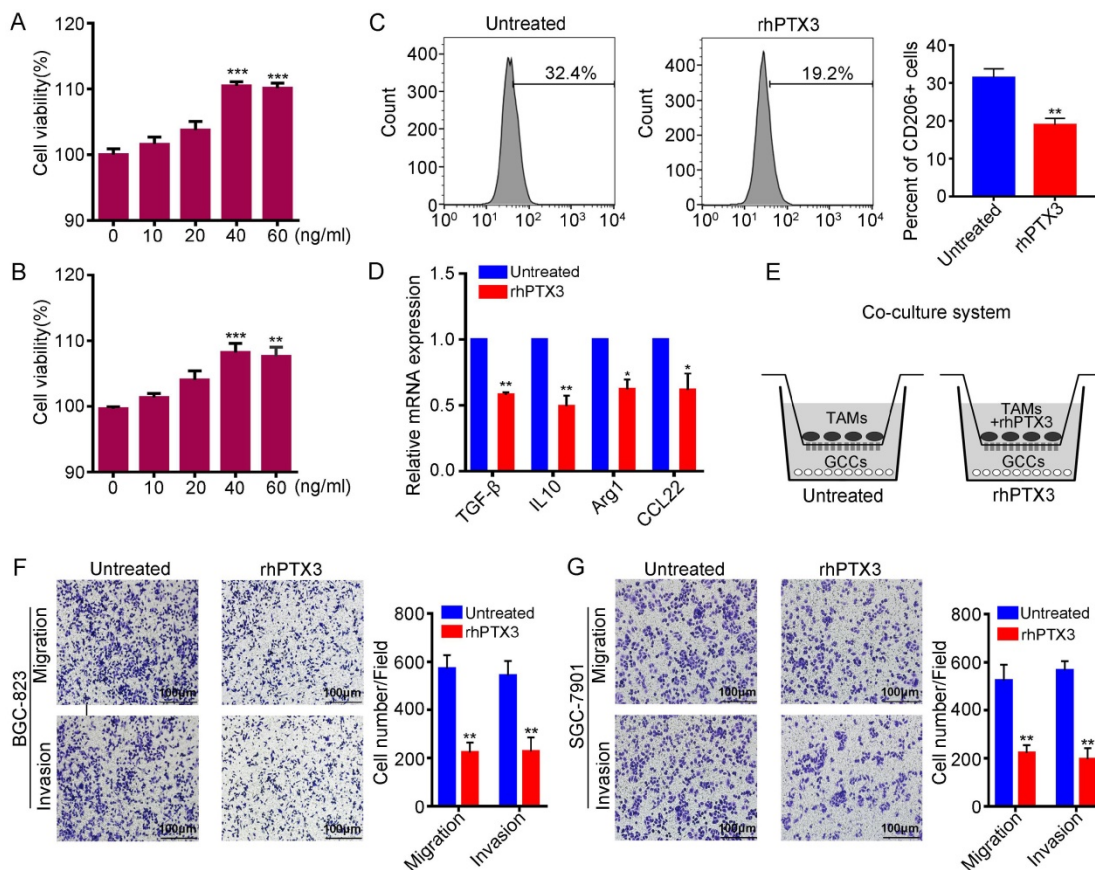 A
Cell viability(%)
120
110
100
90
0 10 20 40 60 (ng/ml)
*** ***
B
Cell viability(%)
120
110
100
90
0 10 20 40 60 (ng/ml)
*** **
C
Untreated
Count
400
300
200
100
0
32.4%
10⁰ 10¹ 10² 10³ 10⁴
rhPTX3
Count
400
300
200
100
0
19.2%
10⁰ 10¹ 10² 10³ 10⁴
Percent of CD206+ cells
40
30
20
10
0
**
Untreated
rhPTX3
D
Untreated
rhPTX3
Relative mRNA expression
1.5
1.0
0.5
0.0
** ** * *
TGF-β
IL10
Arg1
CCL22
E
Co-culture system
TAMs
GCCs
Untreated
TAMs
+rhPTX3
GCCs
rhPTX3
F
Untreated rhPTX3
BGC-823
Migration
100μm 100μm
Invasion
100μm 100μm
Cell number/Field
800
600
400
200
0
Untreated
rhPTX3
** **
Migration
Invasion
G
Untreated rhPTX3
SGC-7901
Migration
100μm 100μm
Invasion
100μm 100μm
Cell number/Field
800
600
400
200
0
Untreated
rhPTX3
** **
Migration
Invasion